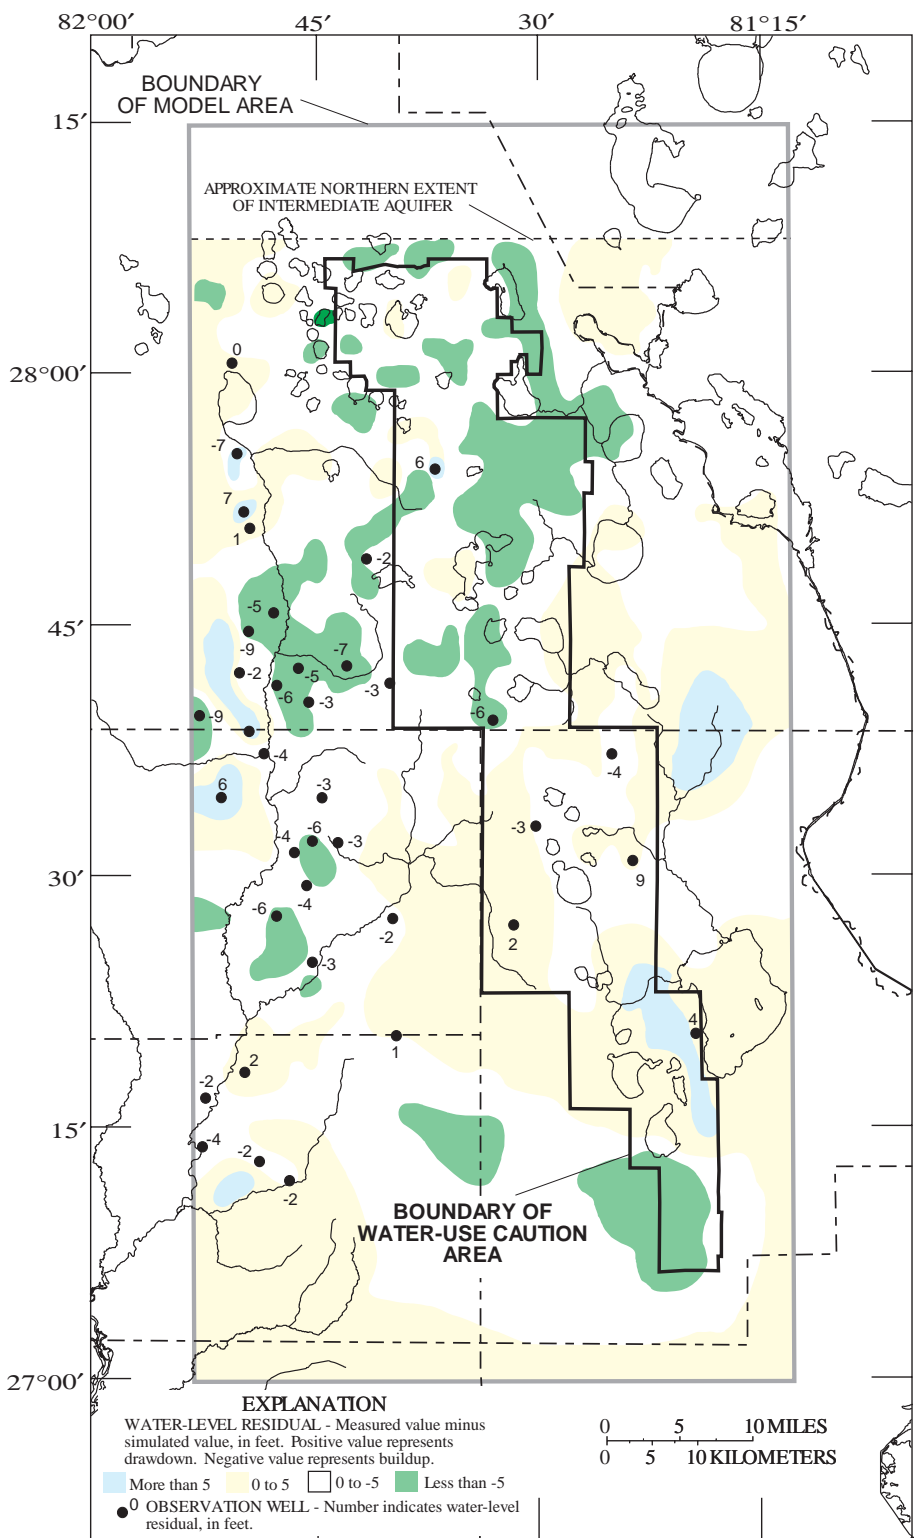 82°00′ 45′ 30′ 81°15′
BOUNDARY
OF MODEL AREA
15′
APPROXIMATE NORTHERN EXTENT
OF INTERMEDIATE AQUIFER
0
28°00′
-7
6
7
1
-2
-5
45′
-9
-7
-2
-5
-6
-3
-3
-9
-6
-4
-4
6
-3
-3
-6
-4
-3
9
30′
-4
-6
-2
2
-3
4
1
2
-2
15′
-4
-2
-2
BOUNDARY OF
WATER-USE CAUTION
AREA
27°00′
EXPLANATION
WATER-LEVEL RESIDUAL - Measured value minus
simulated value, in feet. Positive value represents
drawdown. Negative value represents buildup.
More than 5 0 to 5 0 to -5 Less than -5
0 OBSERVATION WELL - Number indicates water-level
residual, in feet.
0 5 10 MILES
0 5 10 KILOMETERS